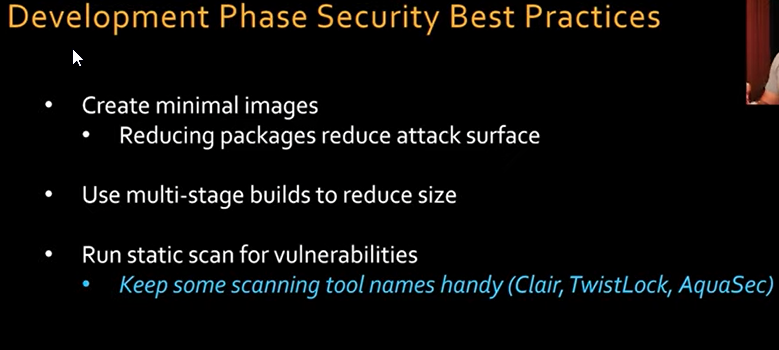 Development Phase Security Best Practices
• Create minimal images
• Reducing packages reduce attack surface
• Use multi-stage builds to reduce size
• Run static scan for vulnerabilities
• Keep some scanning tool names handy (Clair, TwistLock, AquaSec)